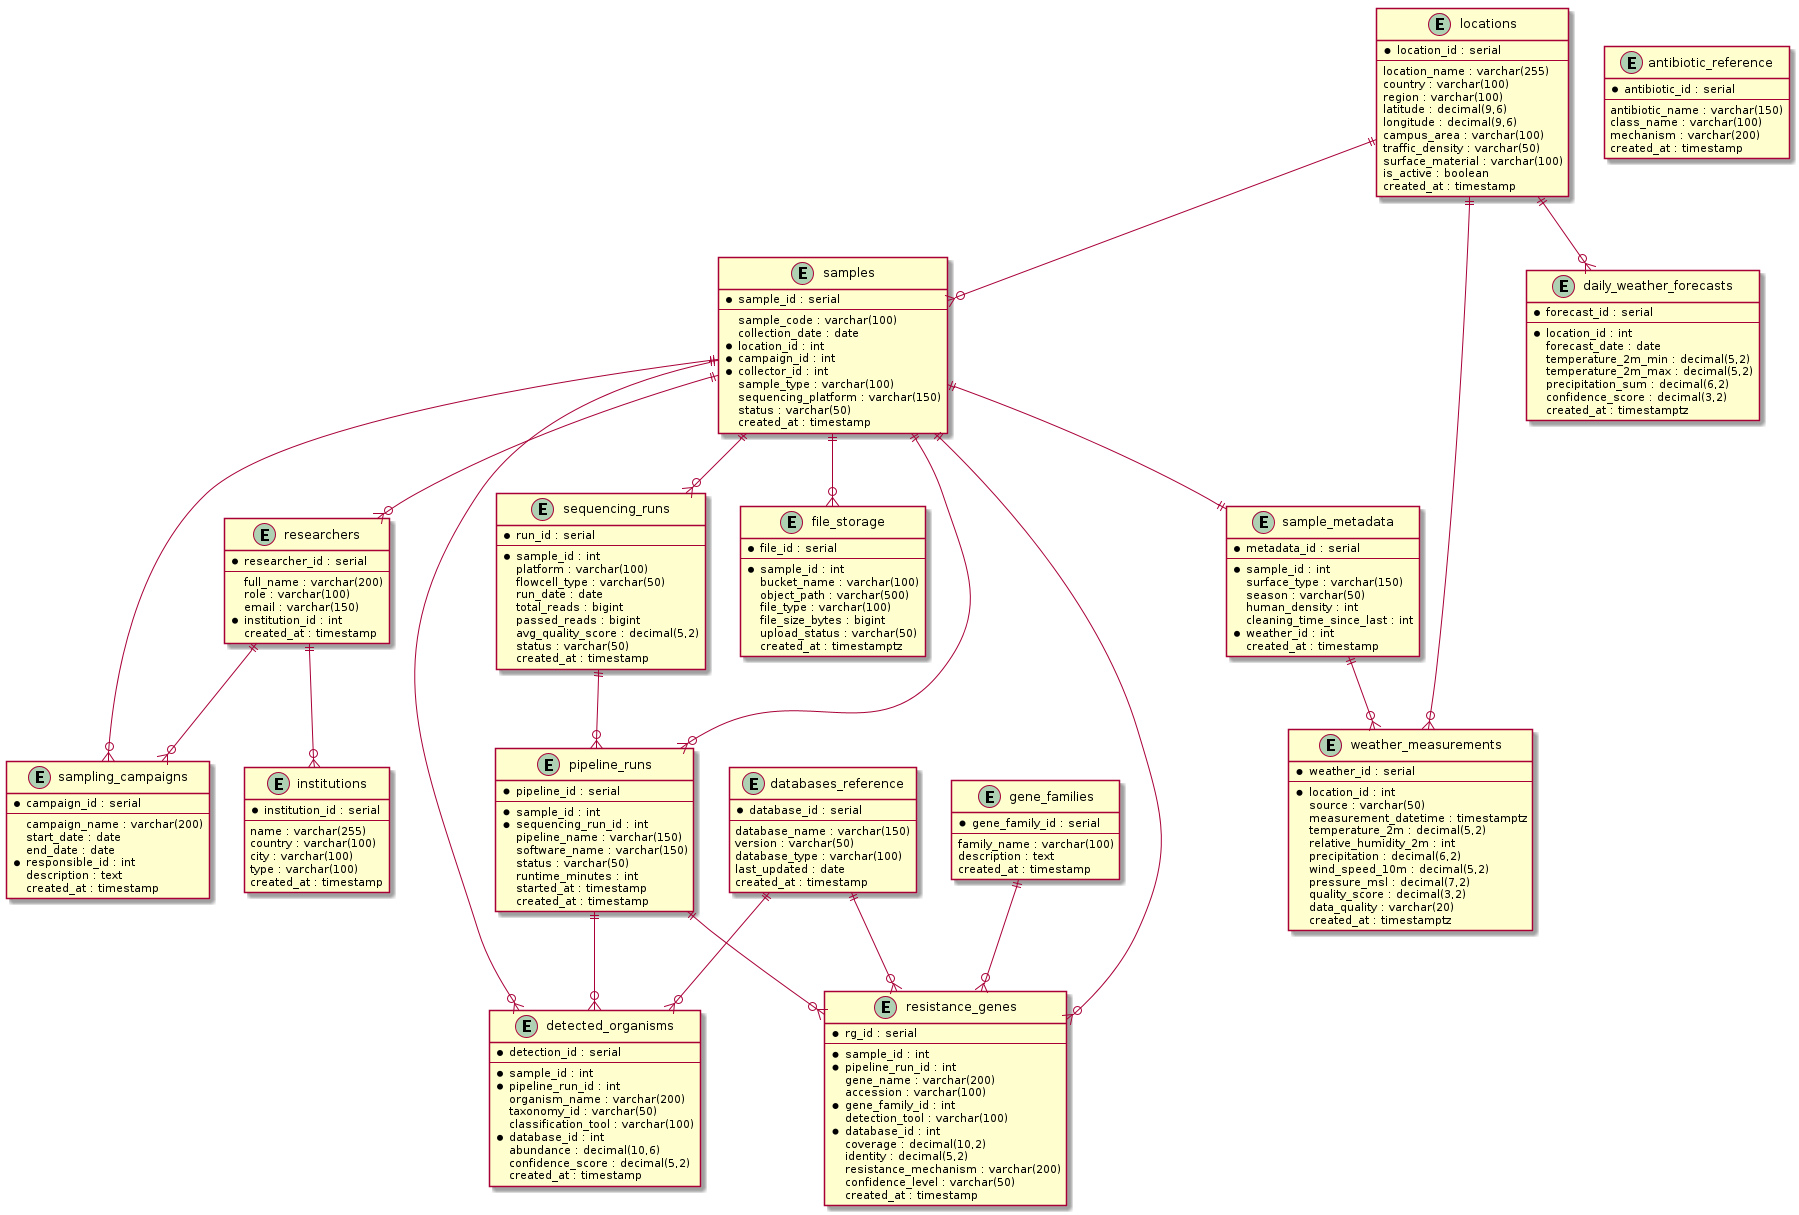 E locations
location_id : serial
location_name : varchar(255)
country : varchar(100)
region : varchar(100)
latitude : decimal(9,6)
longitude : decimal(9,6)
campus_area : varchar(100)
traffic_density : varchar(50)
surface_material : varchar(100)
is_active : boolean
created_at : timestamp
E antibiotic_reference
antibiotic_id : serial
antibiotic_name : varchar(150)
class_name : varchar(100)
mechanism : varchar(200)
created_at : timestamp
E samples
sample_id : serial
sample_code : varchar(100)
collection_date : date
location_id : int
campaign_id : int
collector_id : int
sample_type : varchar(100)
sequencing_platform : varchar(150)
status : varchar(50)
created_at : timestamp
E daily_weather_forecasts
forecast_id : serial
location_id : int
forecast_date : date
temperature_2m_min : decimal(5,2)
temperature_2m_max : decimal(5,2)
precipitation_sum : decimal(6,2)
confidence_score : decimal(3,2)
created_at : timestamptz
E researchers
researcher_id : serial
full_name : varchar(200)
role : varchar(100)
email : varchar(150)
institution_id : int
created_at : timestamp
E sequencing_runs
run_id : serial
sample_id : int
platform : varchar(100)
flowcell_type : varchar(50)
run_date : date
total_reads : bigint
passed_reads : bigint
avg_quality_score : decimal(5,2)
status : varchar(50)
created_at : timestamp
E file_storage
file_id : serial
sample_id : int
bucket_name : varchar(100)
object_path : varchar(500)
file_type : varchar(100)
file_size_bytes : bigint
upload_status : varchar(50)
created_at : timestamptz
E sample_metadata
metadata_id : serial
sample_id : int
surface_type : varchar(150)
season : varchar(50)
human_density : int
cleaning_time_since_last : int
weather_id : int
created_at : timestamp
E sampling_campaigns
campaign_id : serial
campaign_name : varchar(200)
start_date : date
end_date : date
responsible_id : int
description : text
created_at : timestamp
E institutions
institution_id : serial
name : varchar(255)
country : varchar(100)
city : varchar(100)
type : varchar(100)
created_at : timestamp
E pipeline_runs
pipeline_id : serial
sample_id : int
sequencing_run_id : int
pipeline_name : varchar(150)
software_name : varchar(150)
status : varchar(50)
runtime_minutes : int
started_at : timestamp
created_at : timestamp
E databases_reference
database_id : serial
database_name : varchar(150)
version : varchar(50)
database_type : varchar(100)
last_updated : date
created_at : timestamp
E gene_families
gene_family_id : serial
family_name : varchar(100)
description : text
created_at : timestamp
E weather_measurements
weather_id : serial
location_id : int
source : varchar(50)
measurement_datetime : timestamptz
temperature_2m : decimal(5,2)
relative_humidity_2m : int
precipitation : decimal(6,2)
wind_speed_10m : decimal(5,2)
pressure_msl : decimal(7,2)
quality_score : decimal(3,2)
data_quality : varchar(20)
created_at : timestamptz
E detected_organisms
detection_id : serial
sample_id : int
pipeline_run_id : int
organism_name : varchar(200)
taxonomy_id : varchar(50)
classification_tool : varchar(100)
database_id : int
abundance : decimal(10,6)
confidence_score : decimal(5,2)
created_at : timestamp
E resistance_genes
rg_id : serial
sample_id : int
pipeline_run_id : int
gene_name : varchar(200)
accession : varchar(100)
gene_family_id : int
detection_tool : varchar(100)
database_id : int
coverage : decimal(10,2)
identity : decimal(5,2)
resistance_mechanism : varchar(200)
confidence_level : varchar(50)
created_at : timestamp